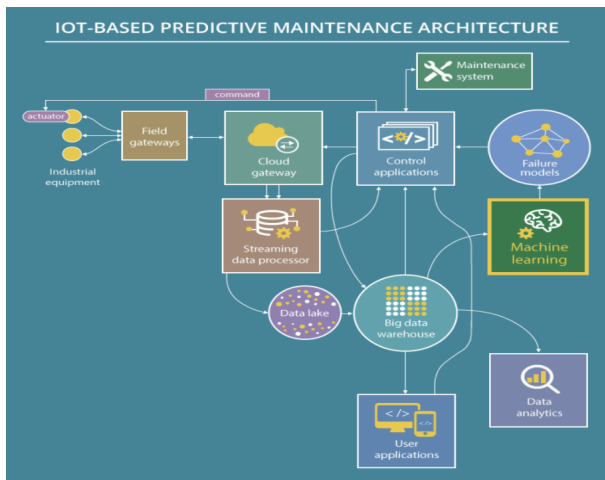 IOT-BASED PREDICTIVE MAINTENANCE ARCHITECTURE
Maintenance
system
command
actuator
Industrial
equipment
Field
gateways
Cloud
gateway
</>
Control
applications
Failure
models
Streaming
data processor
Machine
learning
Data lake
Big data
warehouse
Data
analytics
</>
</>
User
applications